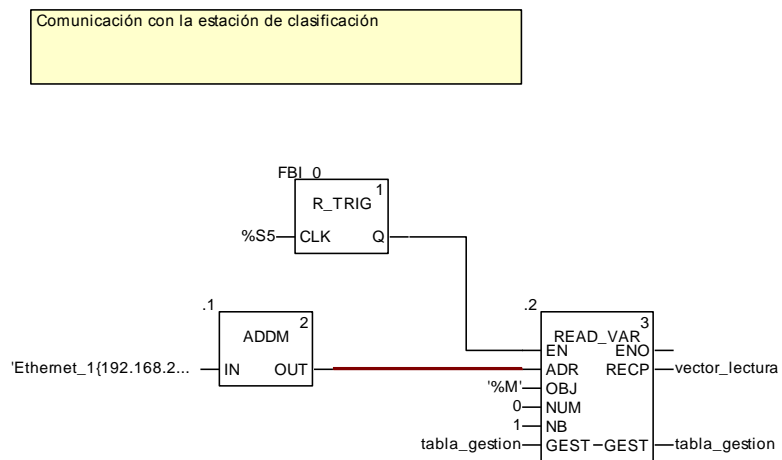 Comunicación con la estación de clasificación
FBI_0
1
R_TRIG
%S5 CLK Q
.1
.2
2
3
ADDM
READ_VAR
EN ENO
'Ethernet_1{192.168.2... IN OUT ADR RECP vector_lectura
'%M' OBJ
0 NUM
1 NB
tabla_gestion GEST GEST tabla_gestion